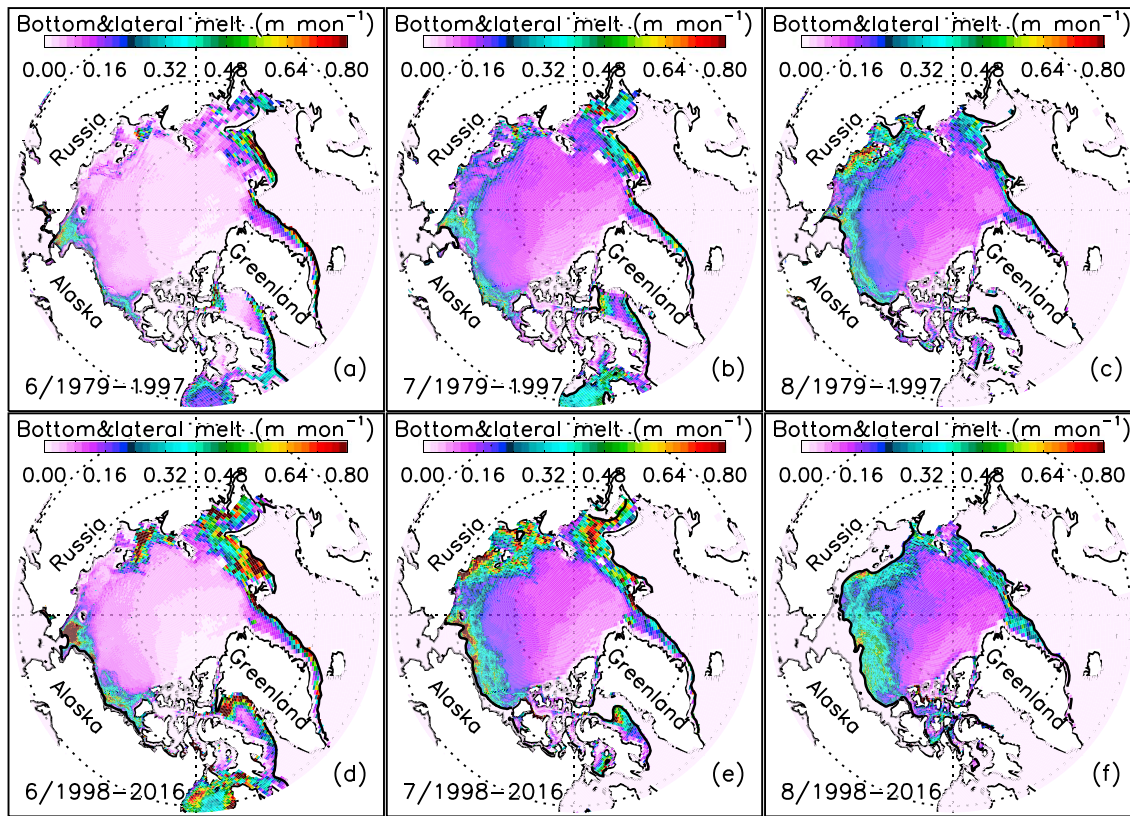 Bottom&lateral melt (m mon⁻¹)
0.00 0.16 0.32 0.48 0.64 0.80
Russia
Alaska
Greenland
(a)
6/1979−1997
Bottom&lateral melt (m mon⁻¹)
0.00 0.16 0.32 0.48 0.64 0.80
Russia
Alaska
Greenland
(b)
7/1979−1997
Bottom&lateral melt (m mon⁻¹)
0.00 0.16 0.32 0.48 0.64 0.80
Russia
Alaska
Greenland
(c)
8/1979−1997
Bottom&lateral melt (m mon⁻¹)
0.00 0.16 0.32 0.48 0.64 0.80
Russia
Alaska
Greenland
(d)
6/1998−2016
Bottom&lateral melt (m mon⁻¹)
0.00 0.16 0.32 0.48 0.64 0.80
Russia
Alaska
Greenland
(e)
7/1998−2016
Bottom&lateral melt (m mon⁻¹)
0.00 0.16 0.32 0.48 0.64 0.80
Russia
Alaska
Greenland
(f)
8/1998−2016